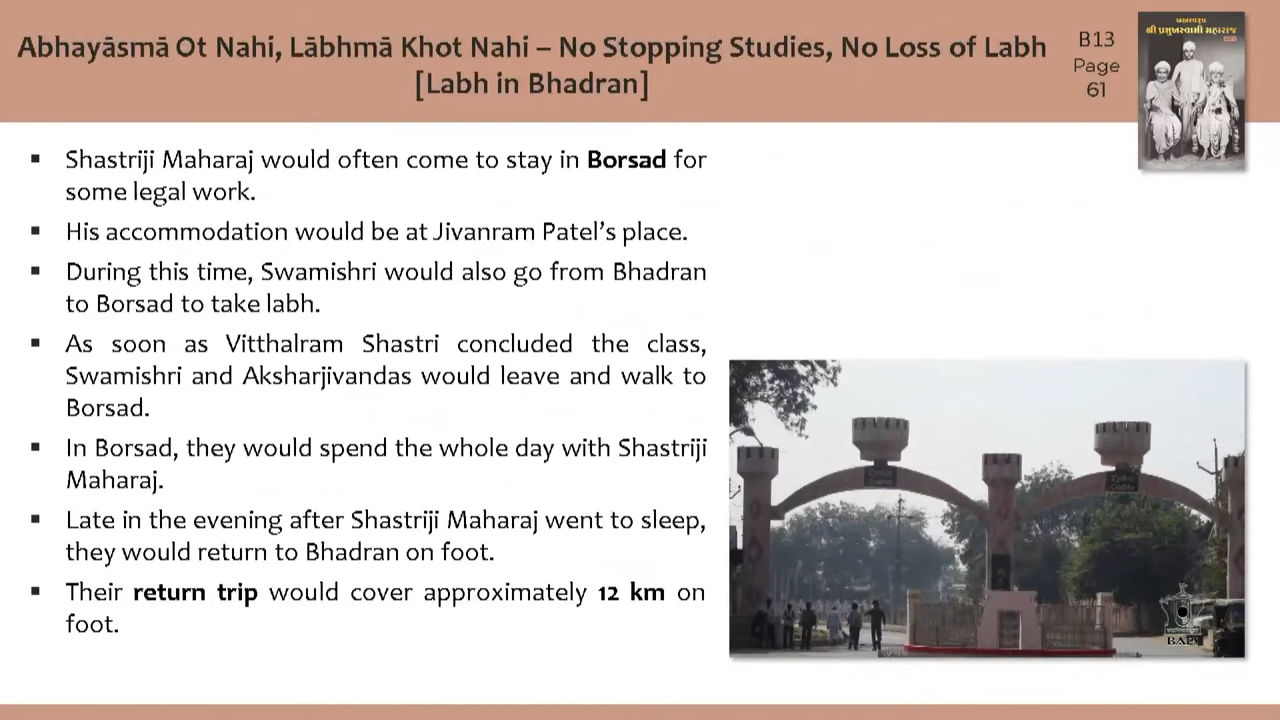 Abhayāsmā Ot Nahi, Lābhmā Khot Nahi – No Stopping Studies, No Loss of Labh
[Labh in Bhadran]
B13
Page
61
શ્રી પ્રમુખસ્વામી મહારાજ
▪ Shastriji Maharaj would often come to stay in Borsad for
some legal work.
▪ His accommodation would be at Jivanram Patel’s place.
▪ During this time, Swamishri would also go from Bhadran
to Borsad to take labh.
▪ As soon as Vitthalram Shastri concluded the class,
Swamishri and Aksharjivandas would leave and walk to
Borsad.
▪ In Borsad, they would spend the whole day with Shastriji
Maharaj.
▪ Late in the evening after Shastriji Maharaj went to sleep,
they would return to Bhadran on foot.
▪ Their return trip would cover approximately 12 km on
foot.
BAPS